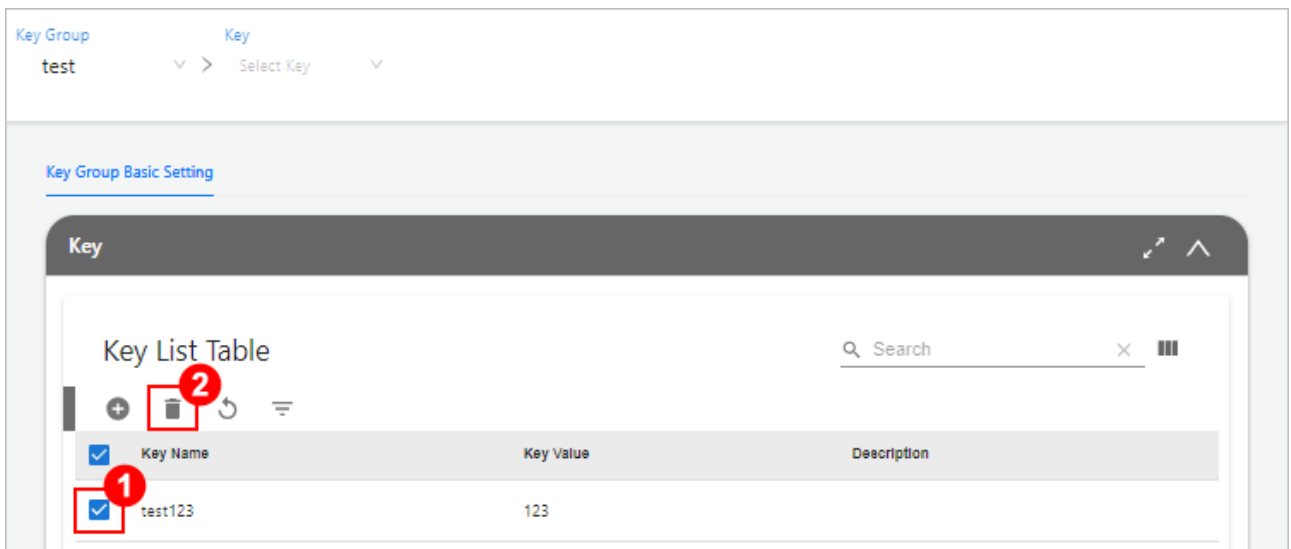 Key Group Key
test > Select Key
Key Group Basic Setting
Key
Key List Table Search
2
Key Name Key Value Description
1
test123 123